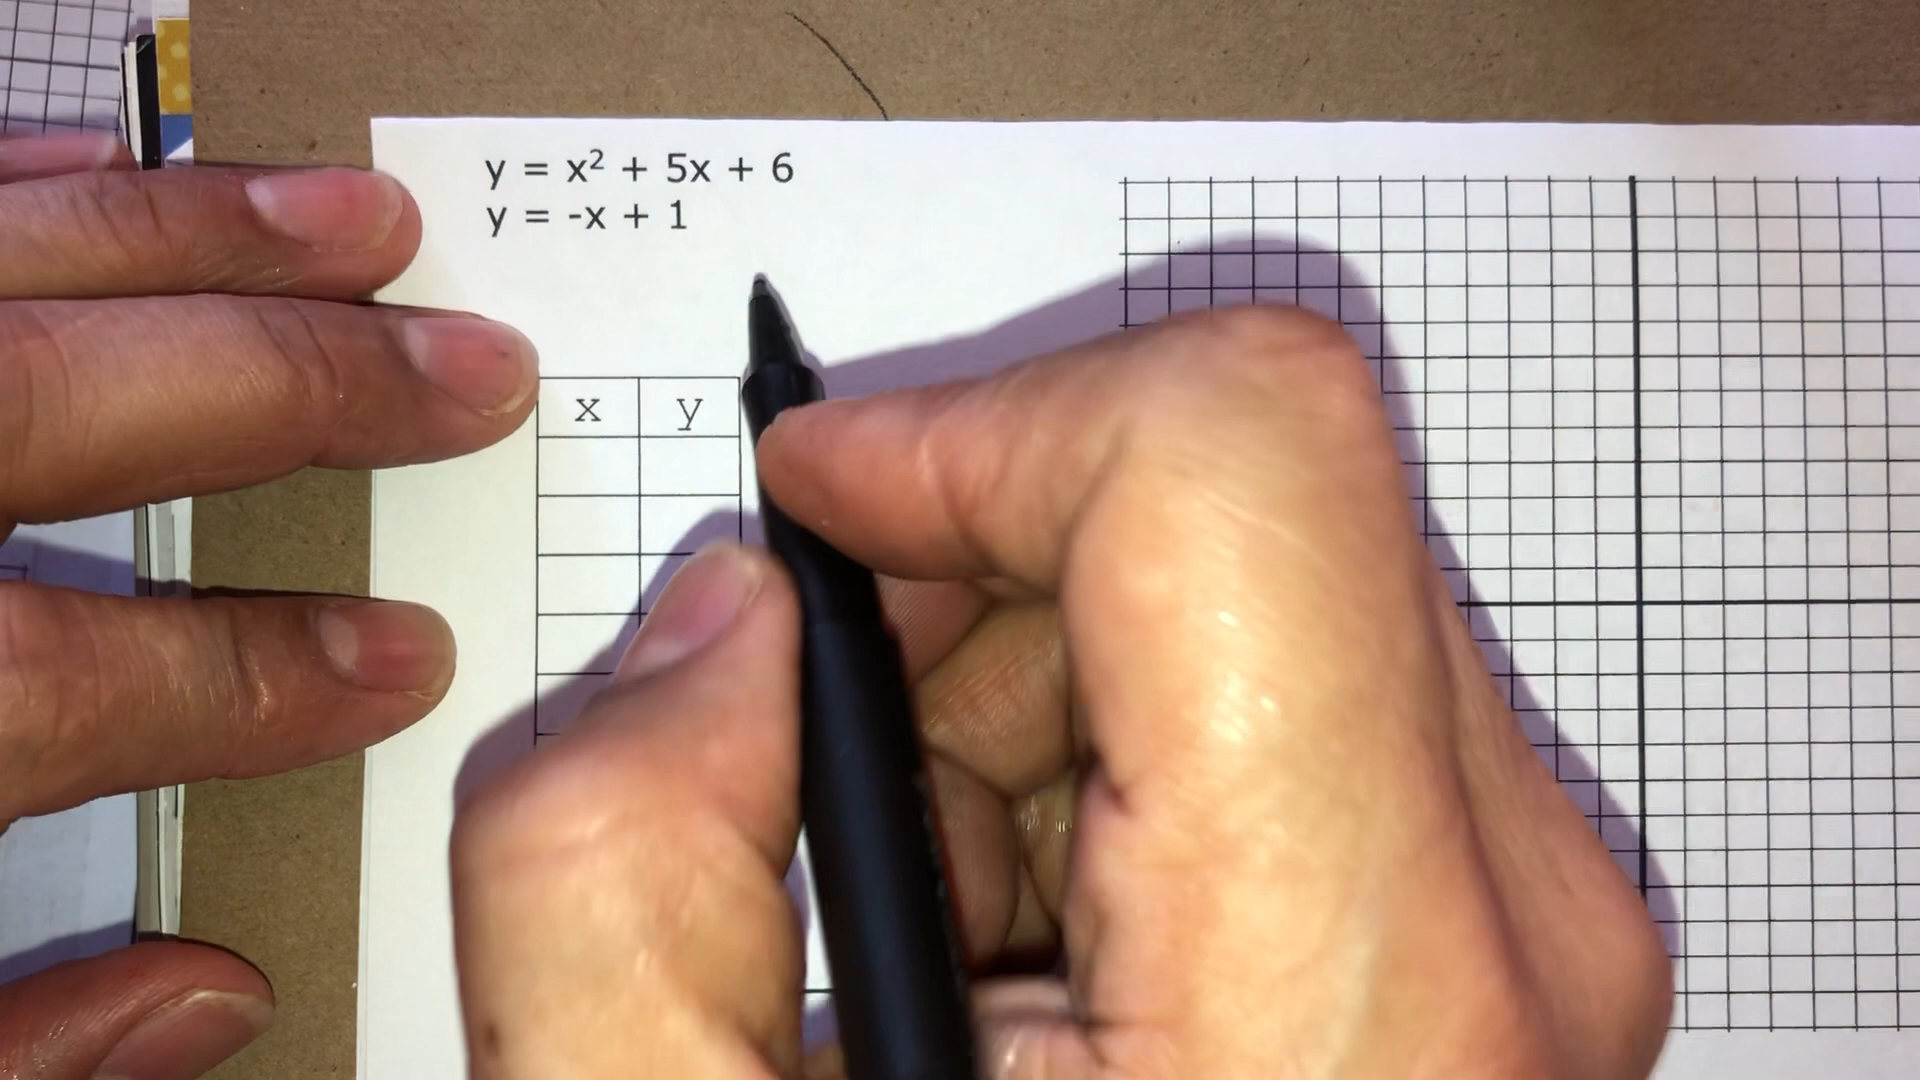 y = x² + 5x + 6
y = -x + 1
x y